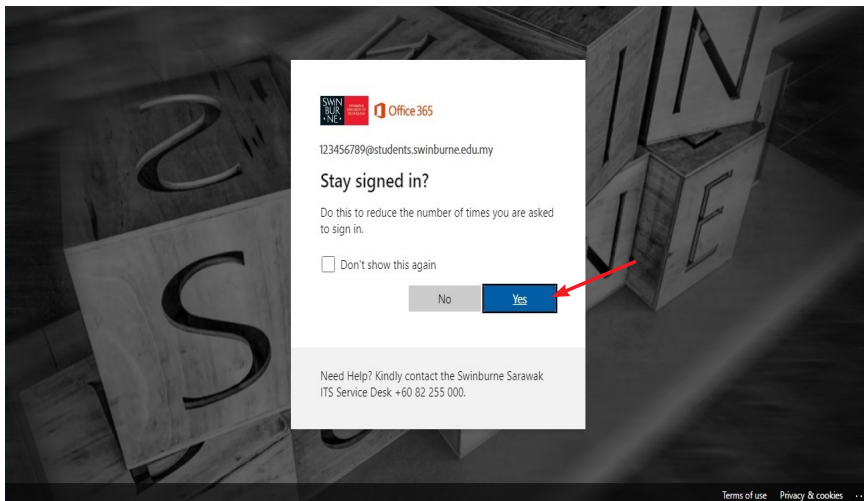 SWIN
BUR
•NE•
Office 365
123456789@students.swinburne.edu.my
Stay signed in?
Do this to reduce the number of times you are asked
to sign in.
Don't show this again
No
Yes
Need Help? Kindly contact the Swinburne Sarawak
ITS Service Desk +60 82 255 000.
S
S
I
N
N
E
Terms of use Privacy & cookies ...